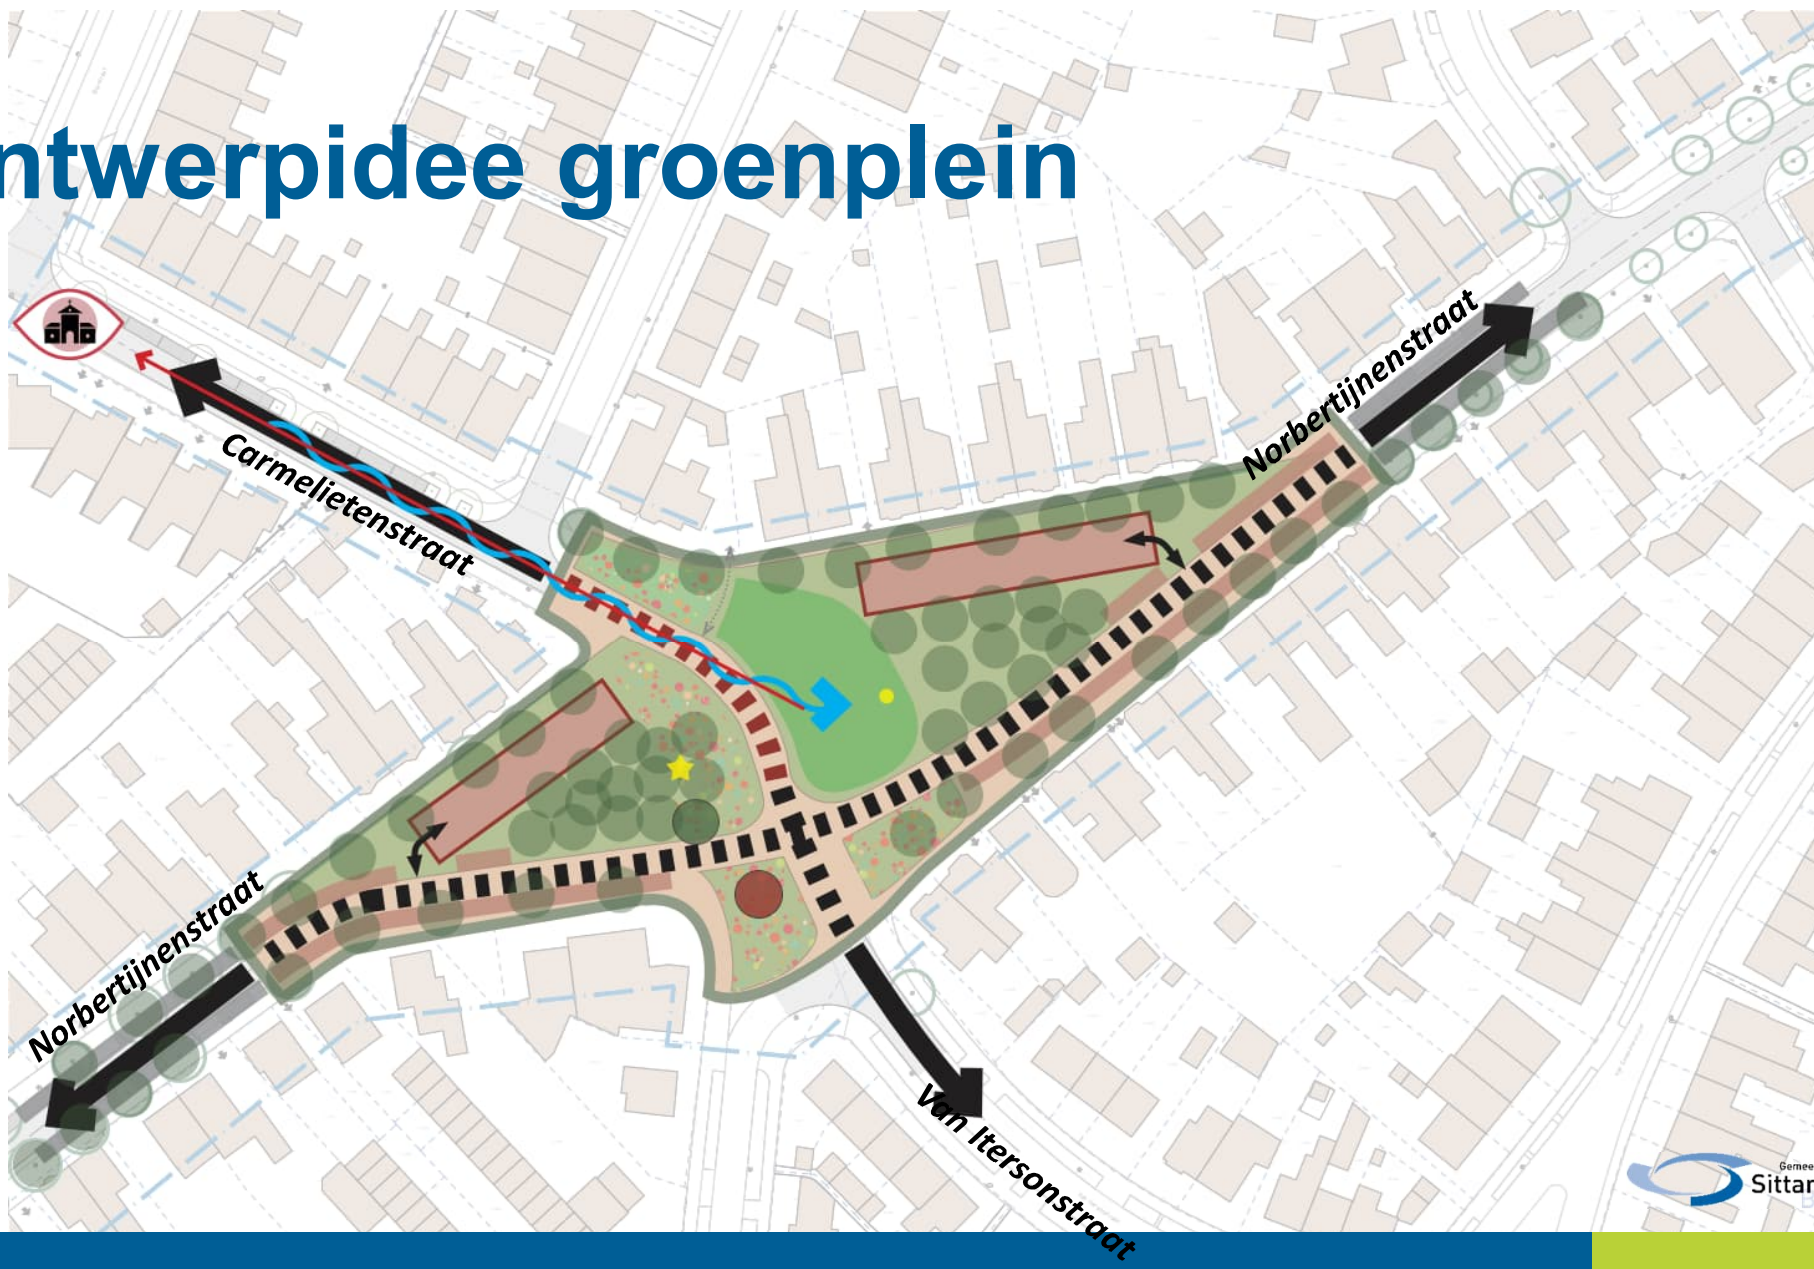 ntwerpidee groenplein
Norbertijnenstraat
Carmelietenstraat
Norbertijnenstraat
Van Itersonstraat
Gemee
Sittar